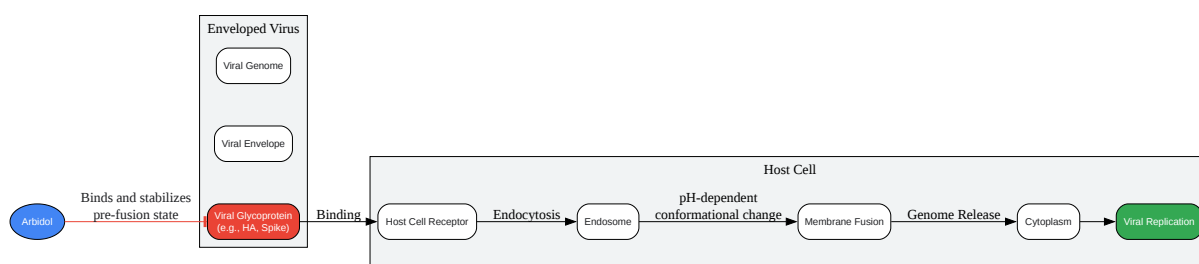 Enveloped Virus
Viral Genome
Viral Envelope
Host Cell
Binds and stabilizes
pre-fusion state
Arbidol
Viral Glycoprotein
(e.g., HA, Spike)
Binding
Host Cell Receptor
Endocytosis
Endosome
pH-dependent
conformational change
Membrane Fusion
Genome Release
Cytoplasm
Viral Replication